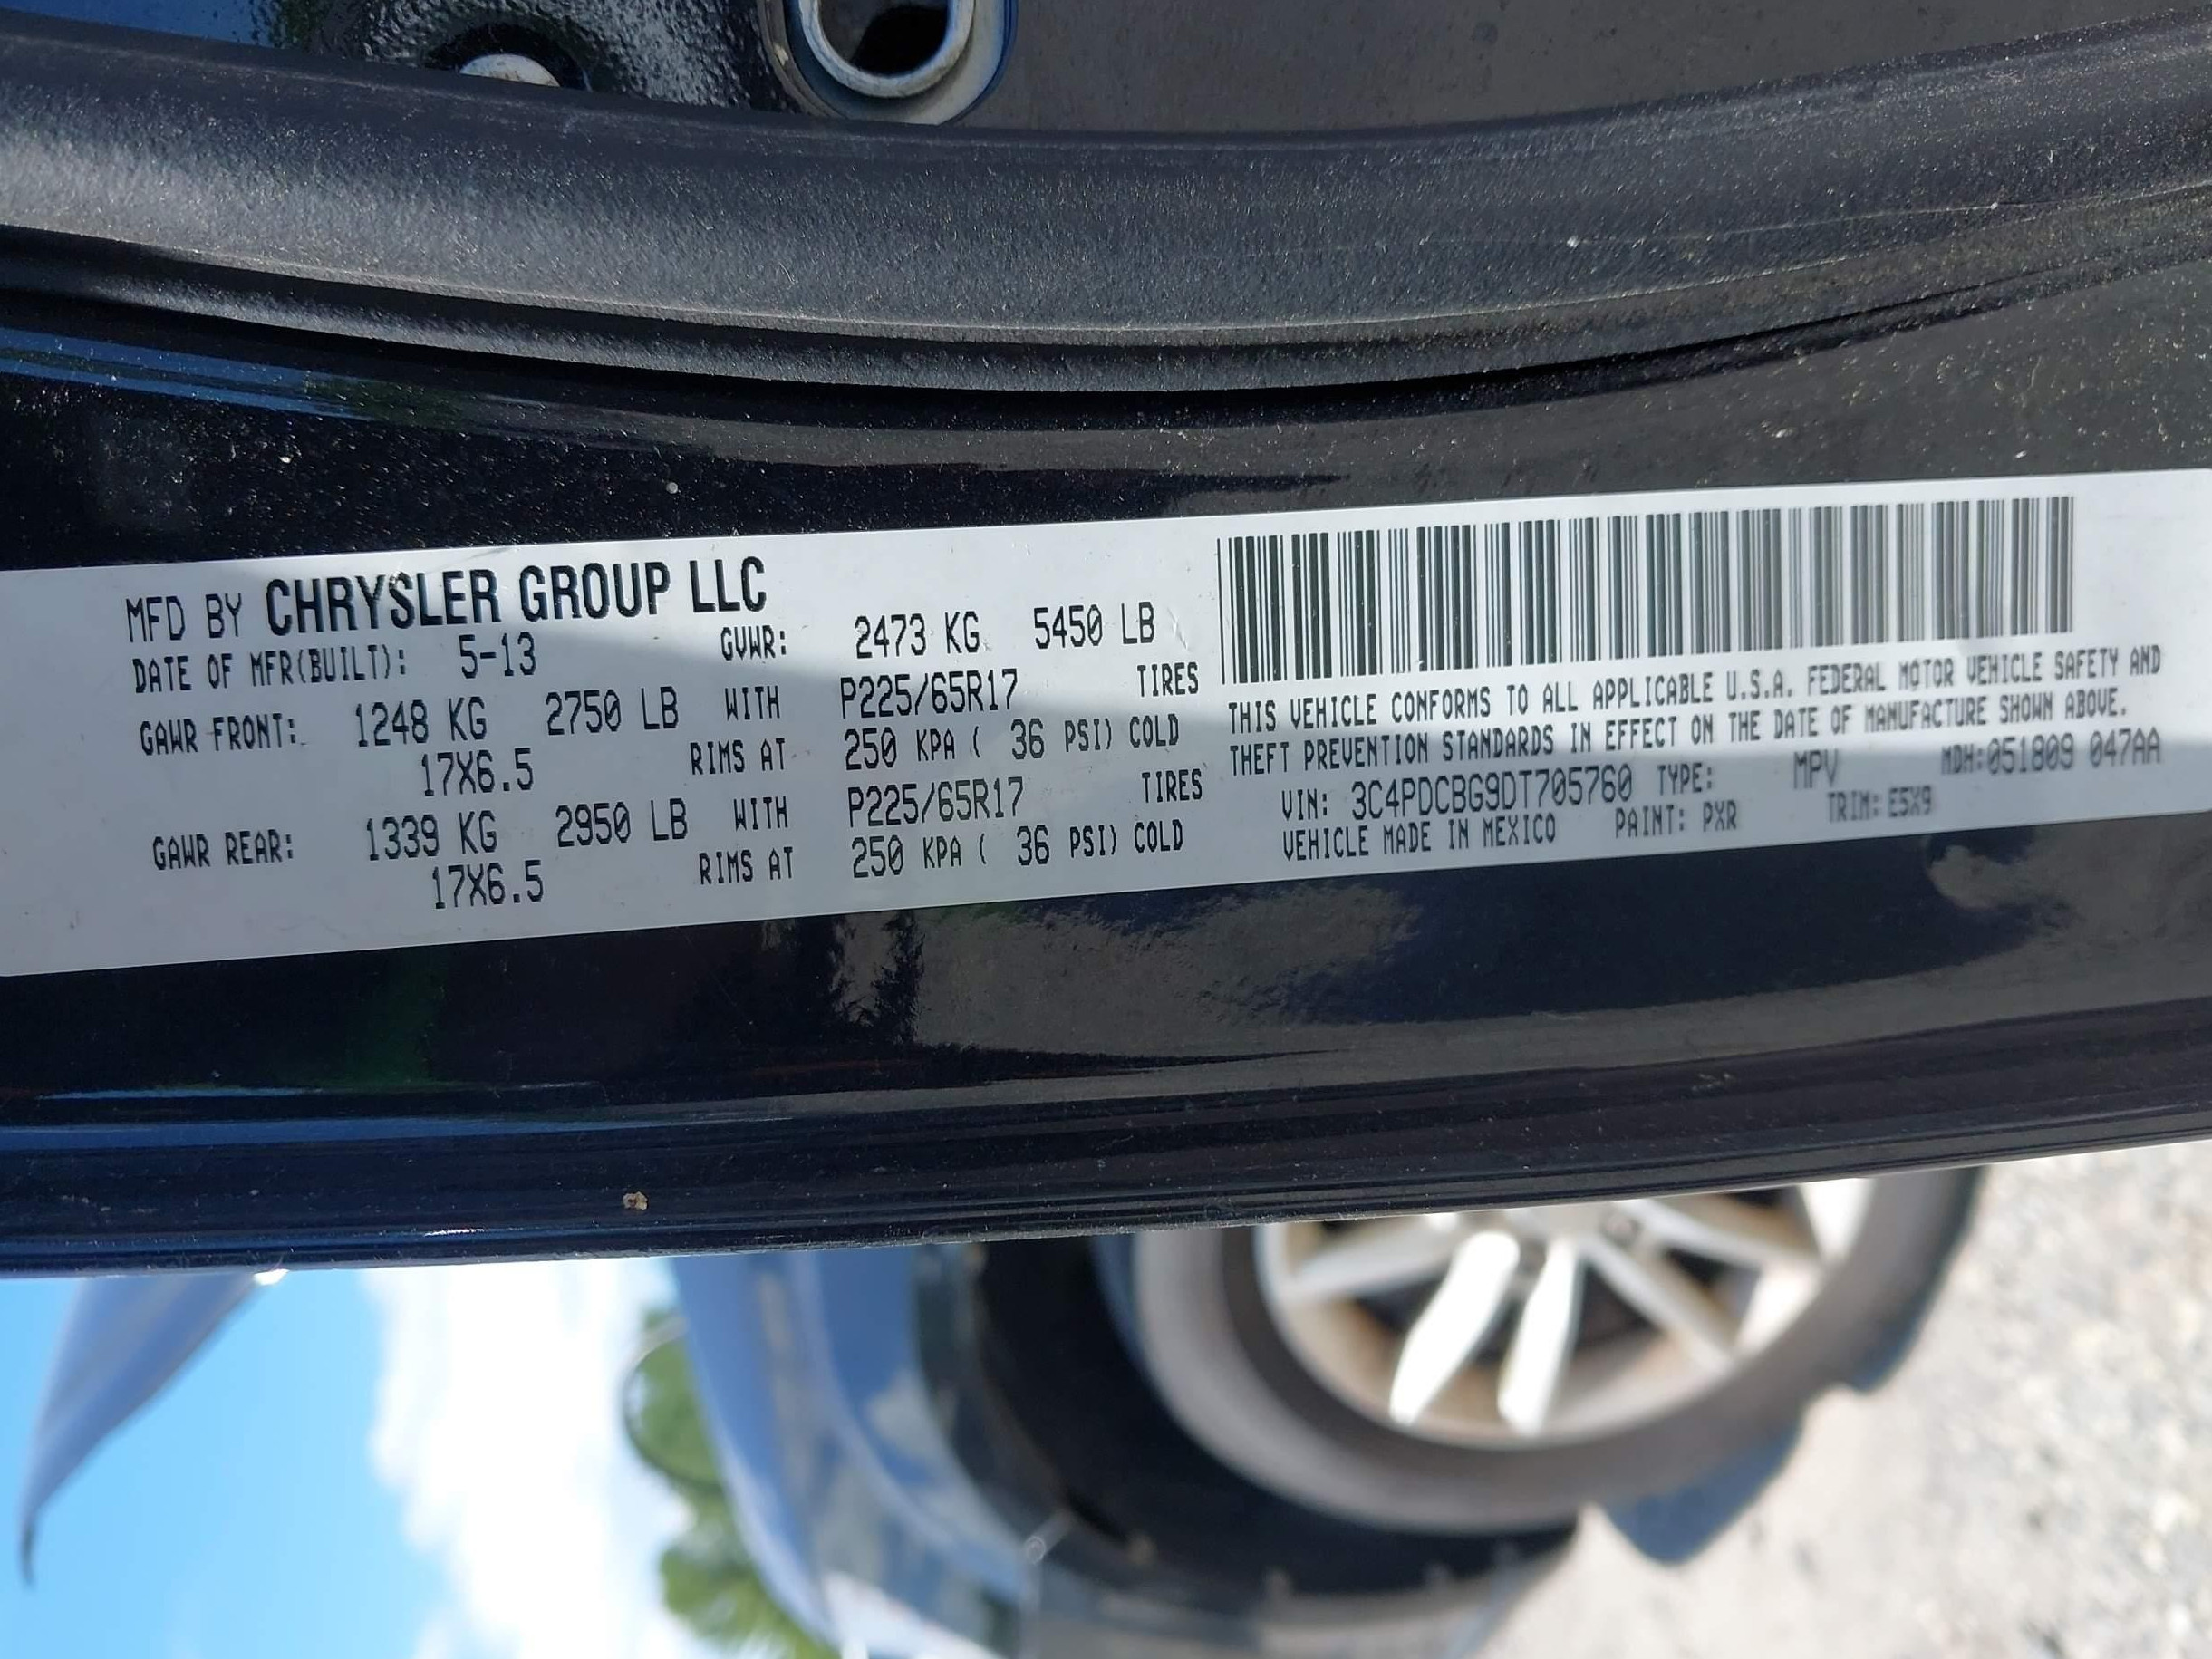 MFD BY CHRYSLER GROUP LLC
DATE OF MFR(BUILT): 5-13 GVWR: 2473 KG 5450 LB
GAWR FRONT: 1248 KG 2750 LB WITH P225/65R17 TIRES
17X6.5 RIMS AT 250 KPA ( 36 PSI) COLD
GAWR REAR: 1339 KG 2950 LB WITH P225/65R17 TIRES
17X6.5 RIMS AT 250 KPA ( 36 PSI) COLD
THIS VEHICLE CONFORMS TO ALL APPLICABLE U.S.A. FEDERAL MOTOR VEHICLE SAFETY AND
THEFT PREVENTION STANDARDS IN EFFECT ON THE DATE OF MANUFACTURE SHOWN ABOVE.
VIN: 3C4PDCBG9DT705760 TYPE: MPV MDH:051809 047AA
VEHICLE MADE IN MEXICO PAINT: PXR TRIM: E5X9